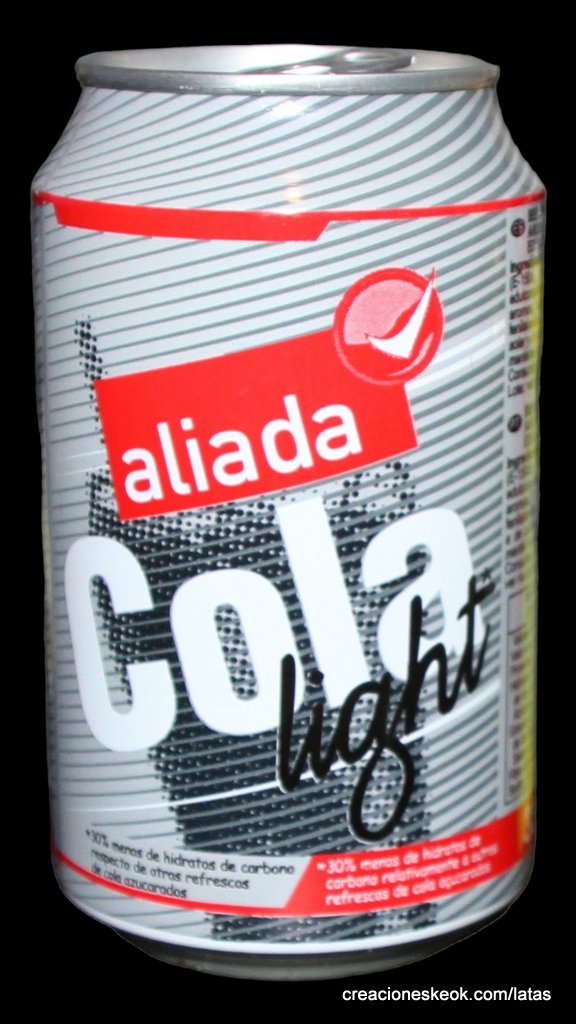 aliada
Cola
light*
*30% menos de hidratos de carbono
respecto de otros refrescos
de cola azucarados
*30% menos de hidratos de
carbono relativamente a outros
refrescos de cola açucarados
creacioneskeok.com/latas